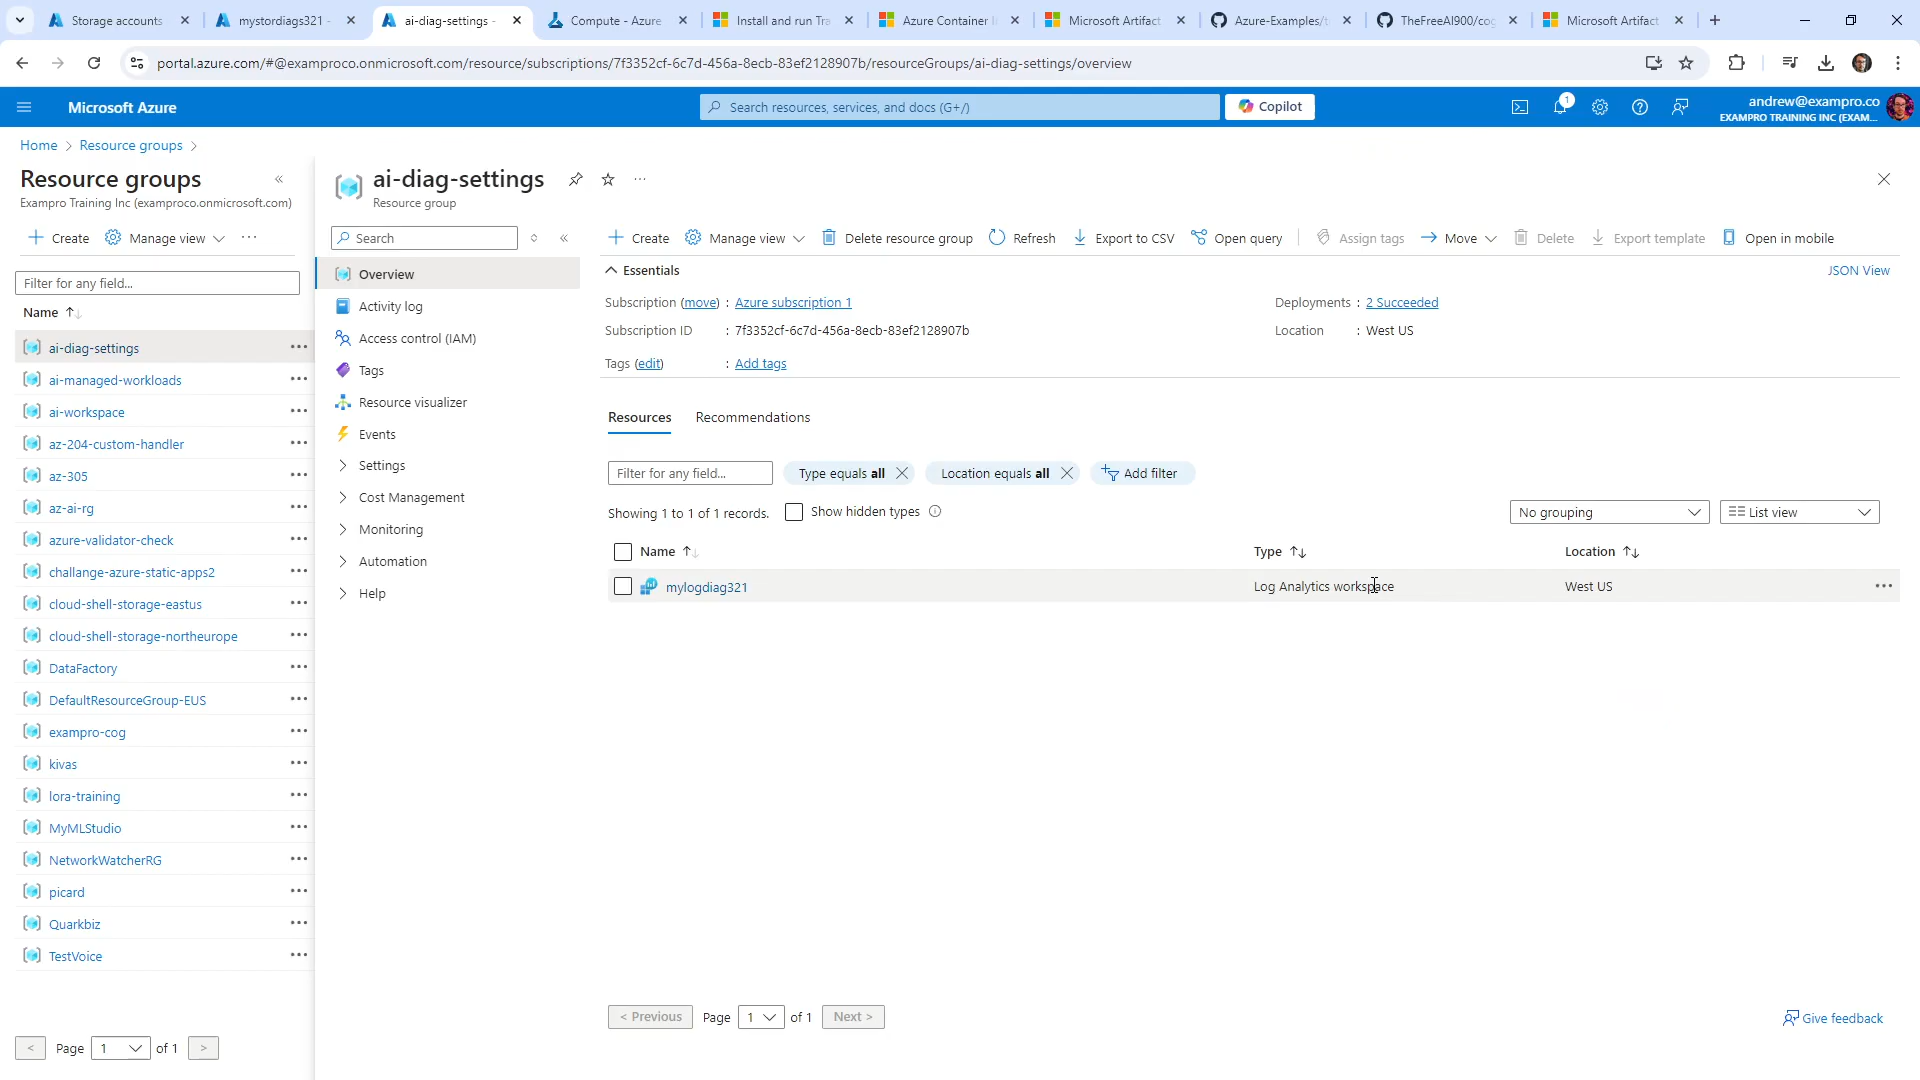 Storage accounts
mystordiags321 -
ai-diag-settings -
Compute - Azure
Install and run Tra
Azure Container I
Microsoft Artifact
Azure-Examples/t
TheFreeAI900/cog
Microsoft Artifact
portal.azure.com/#@examproco.onmicrosoft.com/resource/subscriptions/7f3352cf-6c7d-456a-8ecb-83ef2128907b/resourceGroups/ai-diag-settings/overview
Microsoft Azure
Search resources, services, and docs (G+/)
Copilot
1
andrew@exampro.co
EXAMPRO TRAINING INC (EXAM...
Home > Resource groups >
Resource groups
Exampro Training Inc (examproco.onmicrosoft.com)
Create
Manage view
Filter for any field...
Name
ai-diag-settings
ai-managed-workloads
ai-workspace
az-204-custom-handler
az-305
az-ai-rg
azure-validator-check
challange-azure-static-apps2
cloud-shell-storage-eastus
cloud-shell-storage-northeurope
DataFactory
DefaultResourceGroup-EUS
exampro-cog
kivas
lora-training
MyMLStudio
NetworkWatcherRG
picard
Quarkbiz
TestVoice
< Page 1 of 1 >
ai-diag-settings
Resource group
Search
Overview
Activity log
Access control (IAM)
Tags
Resource visualizer
Events
Settings
Cost Management
Monitoring
Automation
Help
Create
Manage view
Delete resource group
Refresh
Export to CSV
Open query
Assign tags
Move
Delete
Export template
Open in mobile
Essentials
JSON View
Subscription (move) : Azure subscription 1
Deployments : 2 Succeeded
Subscription ID : 7f3352cf-6c7d-456a-8ecb-83ef2128907b
Location : West US
Tags (edit) : Add tags
Resources
Recommendations
Filter for any field...
Type equals all
Location equals all
Add filter
Showing 1 to 1 of 1 records.
Show hidden types
No grouping
List view
Name
Type
Location
mylogdiag321
Log Analytics workspace
West US
< Previous Page 1 of 1 Next >
Give feedback